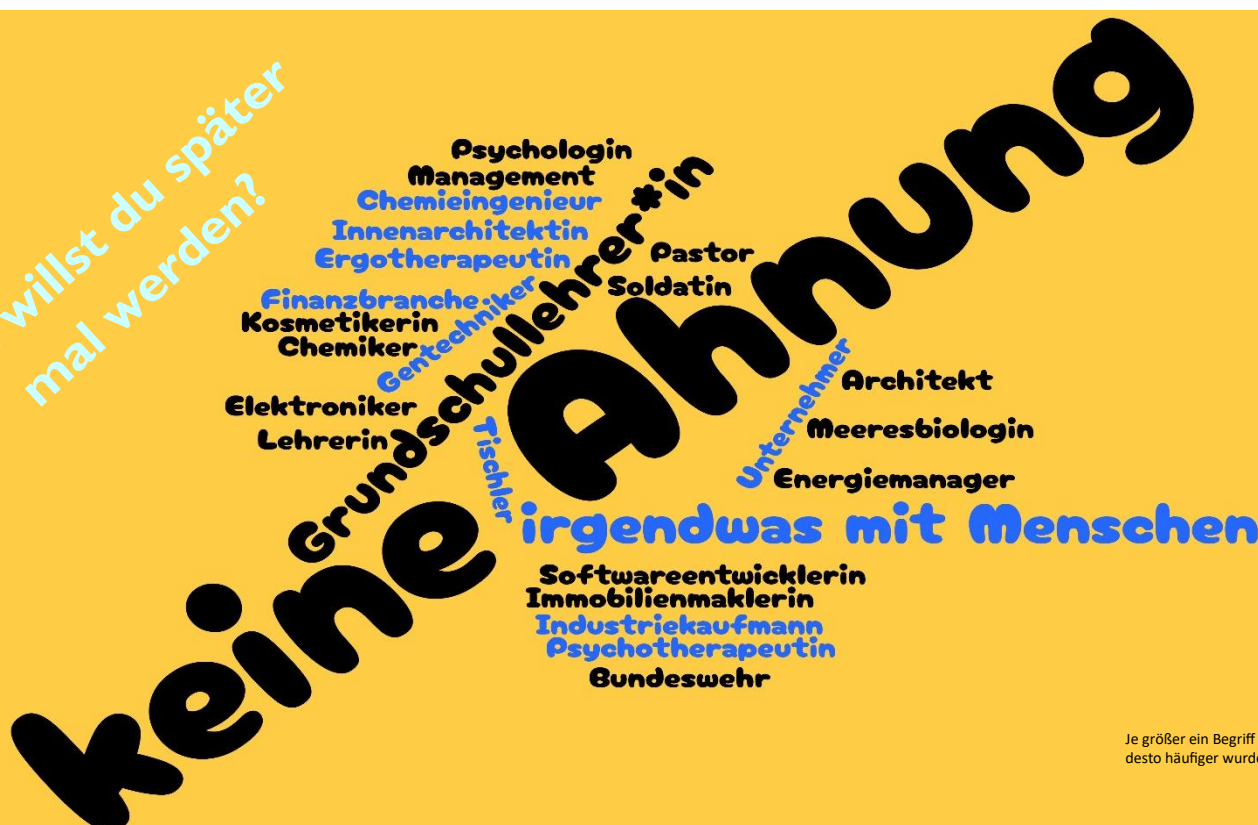 willst du später
mal werden?
Psychologin
Management
Chemieingenieur
Innenarchitektin
Ergotherapeutin
Finanzbranche
Kosmetikerin
Chemiker
Gentechniker
Elektroniker
Lehrerin
Grundschullehrer*in
Pastor
Soldatin
keine Ahnung
Tischler
Unternehmer
Architekt
Meeresbiologin
Energiemanager
irgendwas mit Menschen
Softwareentwicklerin
Immobilienmaklerin
Industriekaufmann
Psychotherapeutin
Bundeswehr
Je größer ein Begriff
desto häufiger wurde